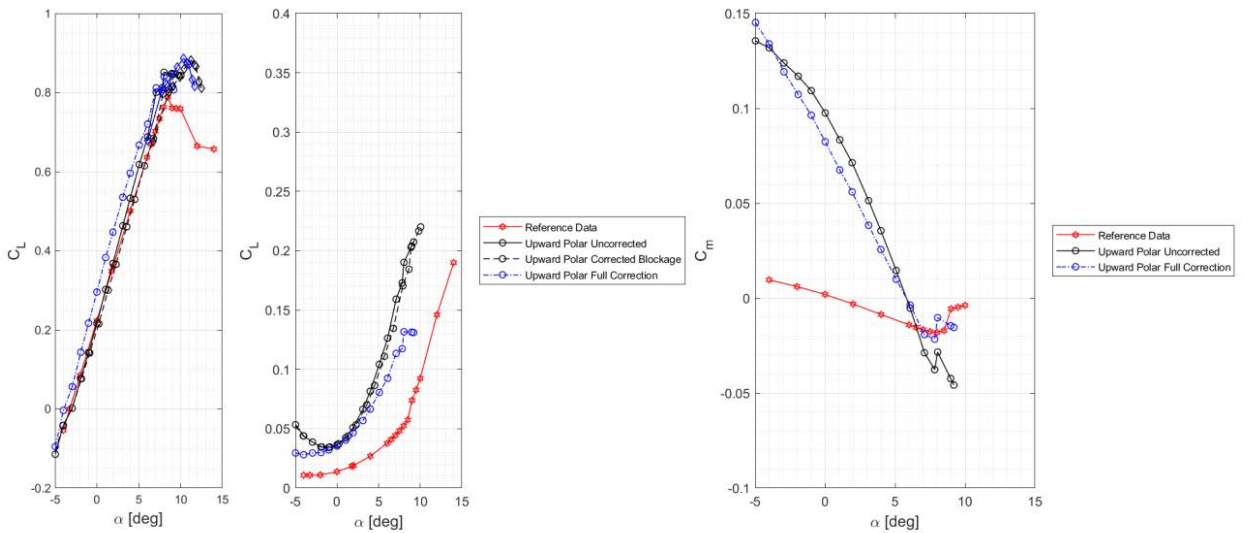 1
0.8
0.6
0.4
0.2
0
-0.2
C_L
-5 0 5 10 15
α [deg]
0.4
0.35
0.3
0.25
0.2
0.15
0.1
0.05
0
C_L
-5 0 5 10 15
α [deg]
Reference Data
Upward Polar Uncorrected
Upward Polar Corrected Blockage
Upward Polar Full Correction
0.15
0.1
0.05
0
-0.05
-0.1
C_m
-5 0 5 10 15
α [deg]
Reference Data
Upward Polar Uncorrected
Upward Polar Full Correction